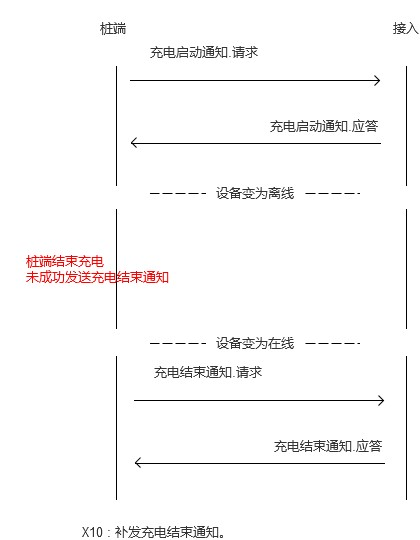 桩端 接入
充电启动通知.请求
充电启动通知.应答
设备变为离线
桩端结束充电
未成功发送充电结束通知
设备变为在线
充电结束通知.请求
充电结束通知.应答
X10 : 补发充电结束通知。